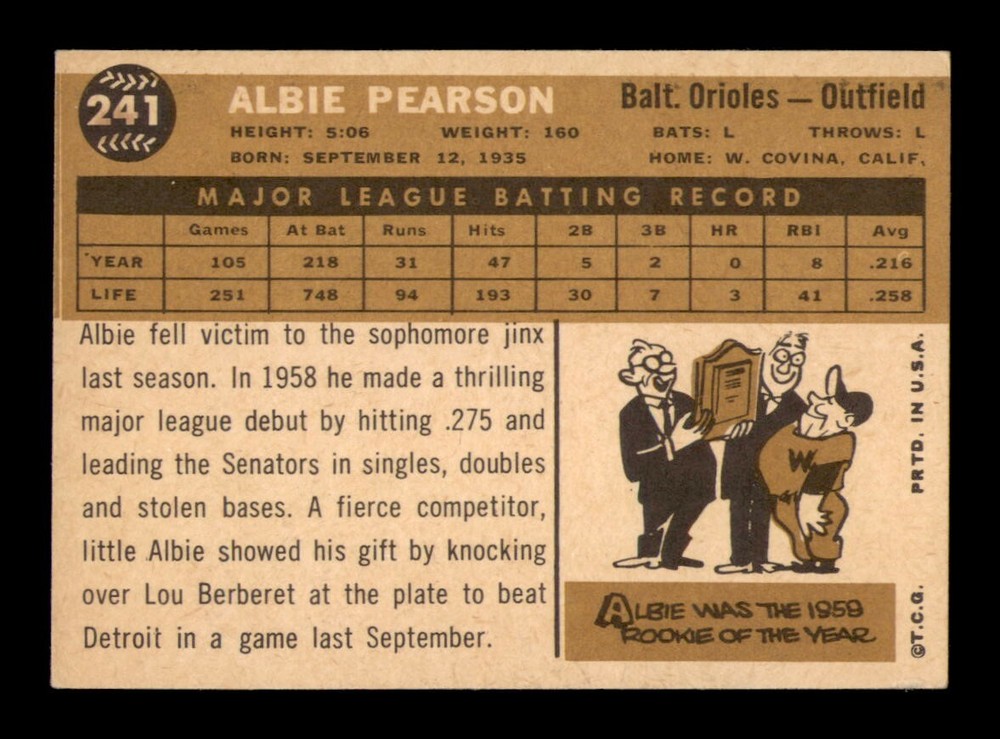 241
ALBIE PEARSON
Balt. Orioles — Outfield
HEIGHT: 5:06 WEIGHT: 160 BATS: L THROWS: L
BORN: SEPTEMBER 12, 1935 HOME: W. COVINA, CALIF.
MAJOR LEAGUE BATTING RECORD
Games At Bat Runs Hits 2B 3B HR RBI Avg
YEAR 105 218 31 47 5 2 0 8 .216
LIFE 251 748 94 193 30 7 3 41 .258
Albie fell victim to the sophomore jinx
last season. In 1958 he made a thrilling
major league debut by hitting .275 and
leading the Senators in singles, doubles
and stolen bases. A fierce competitor,
little Albie showed his gift by knocking
over Lou Berberet at the plate to beat
Detroit in a game last September.
W
ALBIE WAS THE 1958
ROOKIE OF THE YEAR
PRTD. IN U.S.A.
©T.C.G.